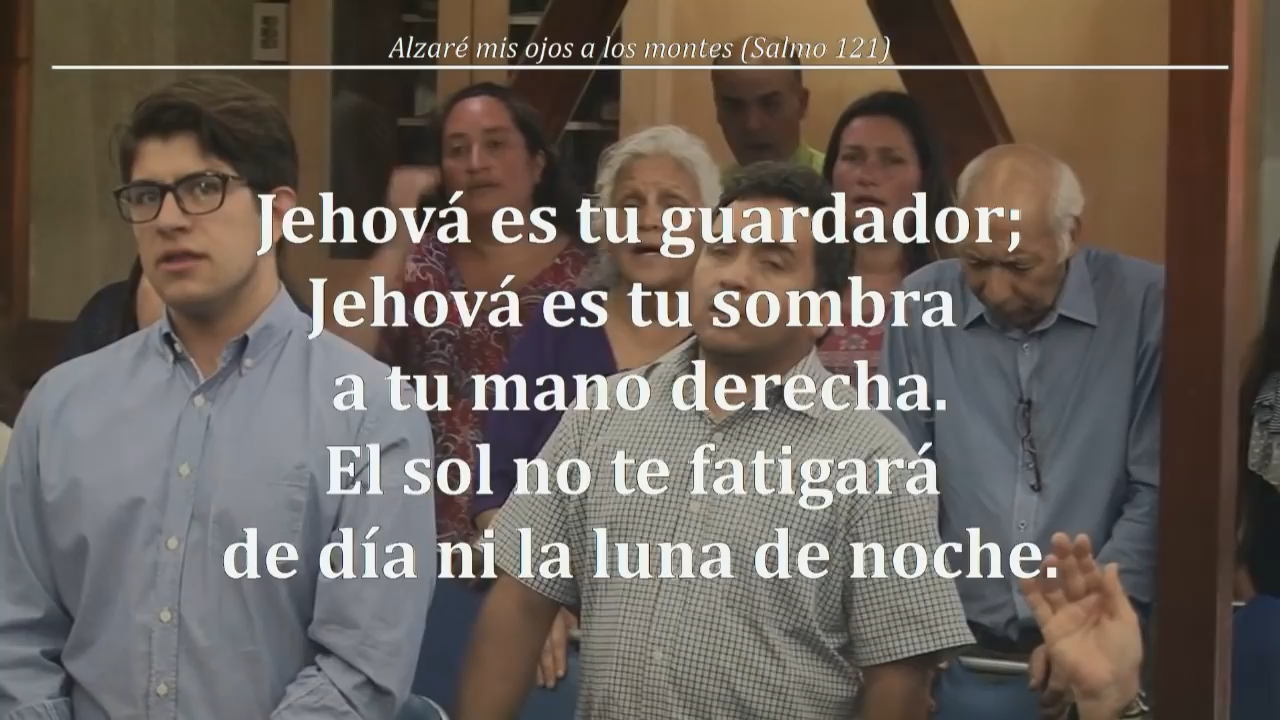 Alzaré mis ojos a los montes (Salmo 121)
Jehová es tu guardador;
Jehová es tu sombra
a tu mano derecha.
El sol no te fatigará
de día ni la luna de noche.